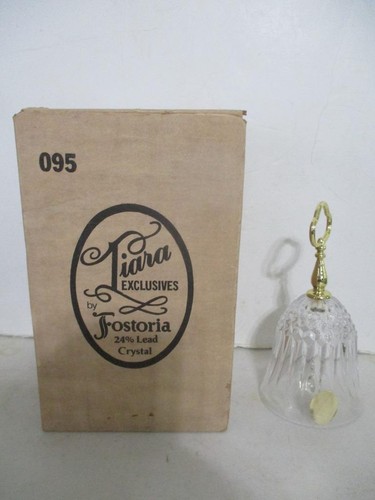 095
Tiara
EXCLUSIVES
by
Fostoria
24% Lead
Crystal